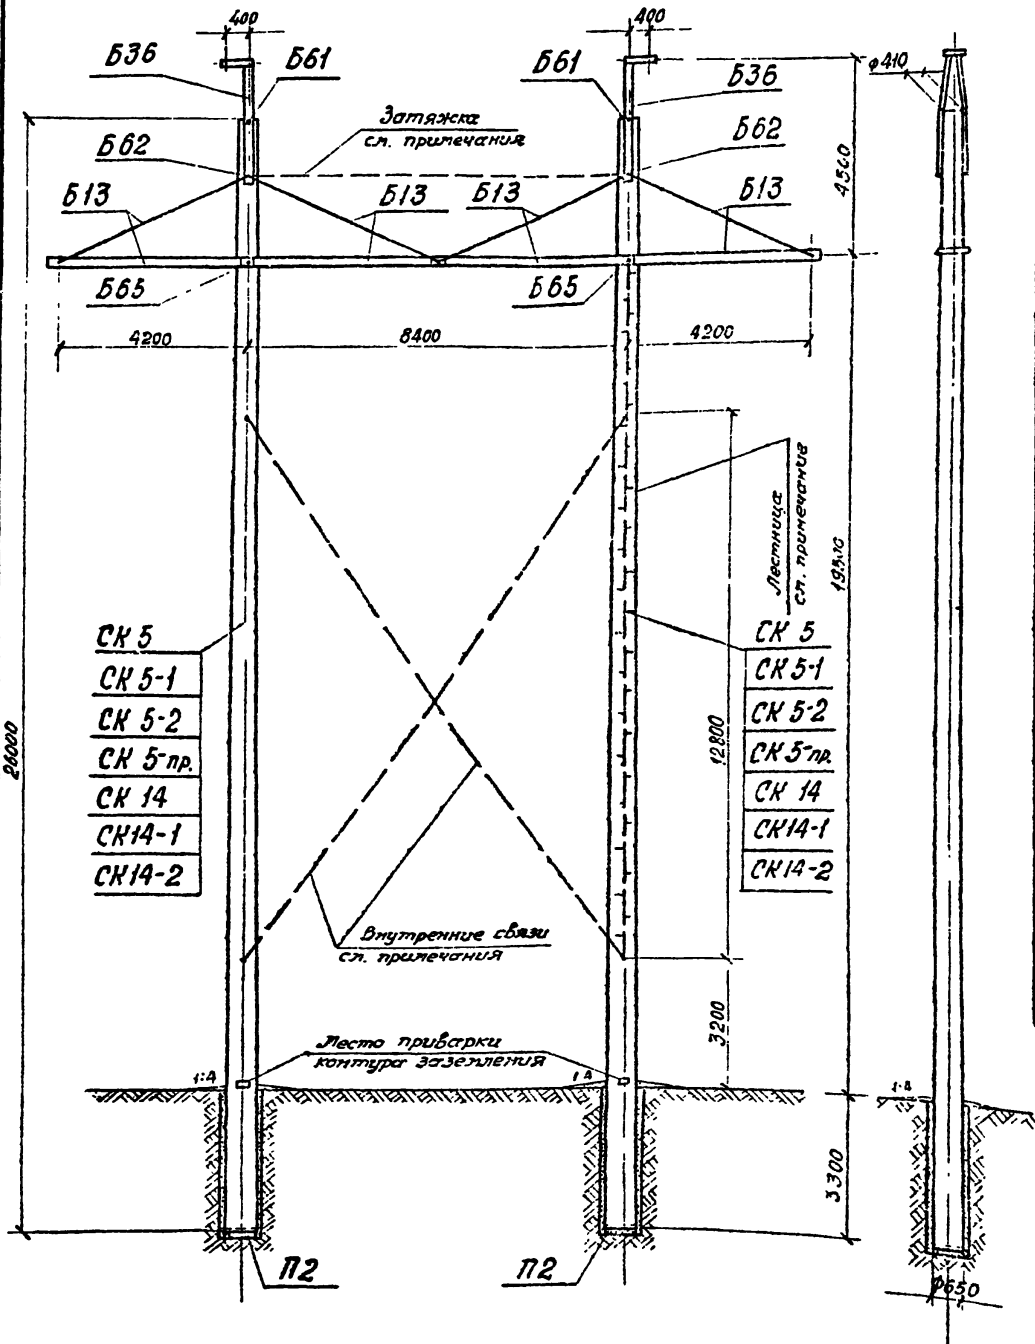 400
400
Б36
Б61
Б61
Б36
ф410
Затяжка
см. примечания
Б62
Б62
Б13
Б13
Б13
Б13
Б65
Б65
4200
8400
4200
Лестница
см. примечание
СК 5
СК 5-1
СК 5-2
СК 5-пр.
СК 14
СК14-1
СК14-2
СК 5
СК 5-1
СК 5-2
СК 5-пр.
СК 14
СК14-1
СК14-2
26000
12800
Внутренние связи
см. примечания
3200
Место приварки
контура заземления
1:4
1:4
1:4
3300
П2
П2
ф650